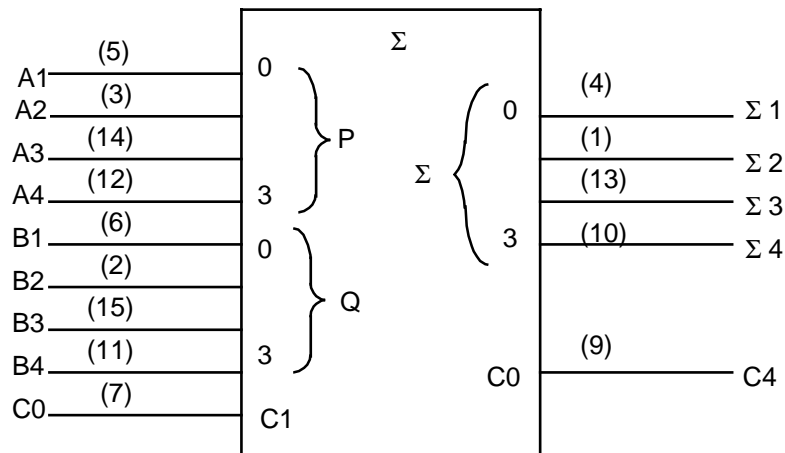 Σ
A1 (5) 0
A2 (3)
A3 (14) P
A4 (12) 3
B1 (6) 0
B2 (2)
B3 (15) Q
B4 (11) 3
C0 (7) C1
Σ
0 (4) Σ 1
(1) Σ 2
(13) Σ 3
3 (10) Σ 4
C0 (9) C4